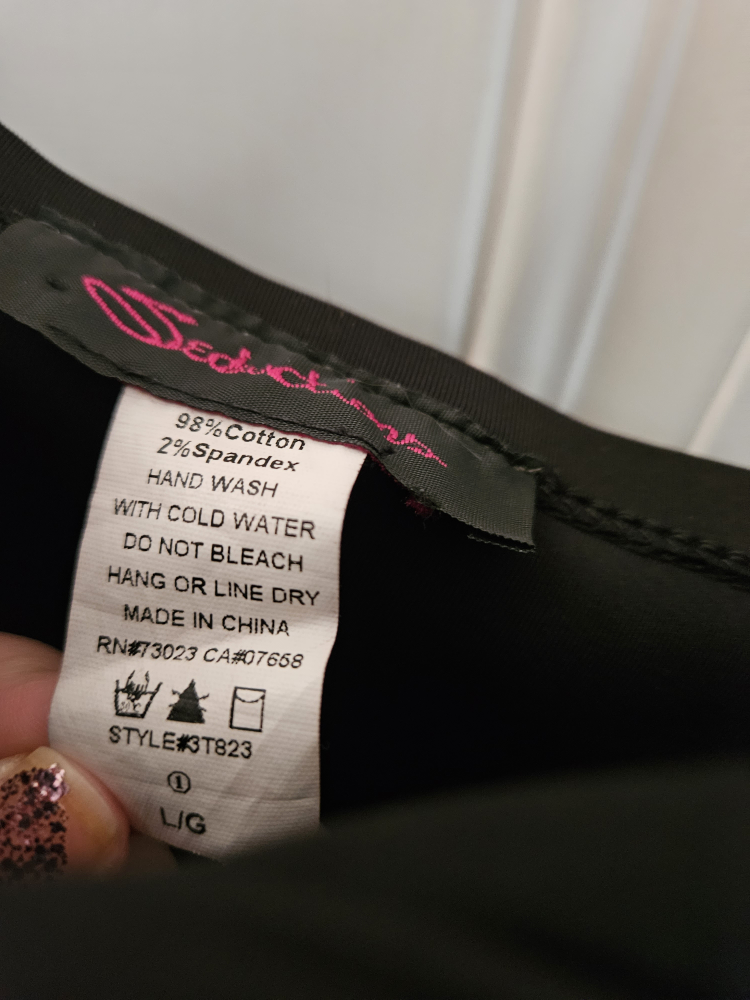 Seductions
98%Cotton
2%Spandex
HAND WASH
WITH COLD WATER
DO NOT BLEACH
HANG OR LINE DRY
MADE IN CHINA
RN#73023 CA#07658
STYLE#3T823
①
L/G